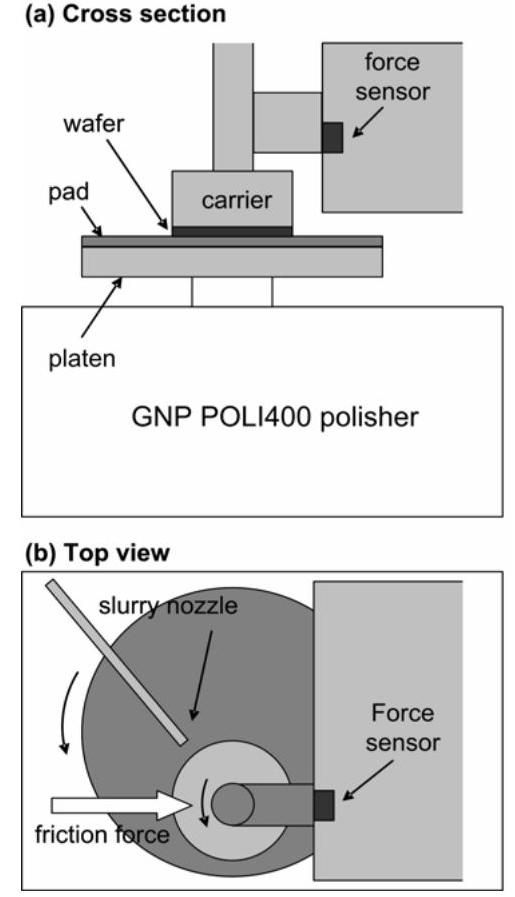 (a) Cross section
force
sensor
wafer
pad
carrier
platen
GNP POLI400 polisher
(b) Top view
slurry nozzle
Force
sensor
friction force